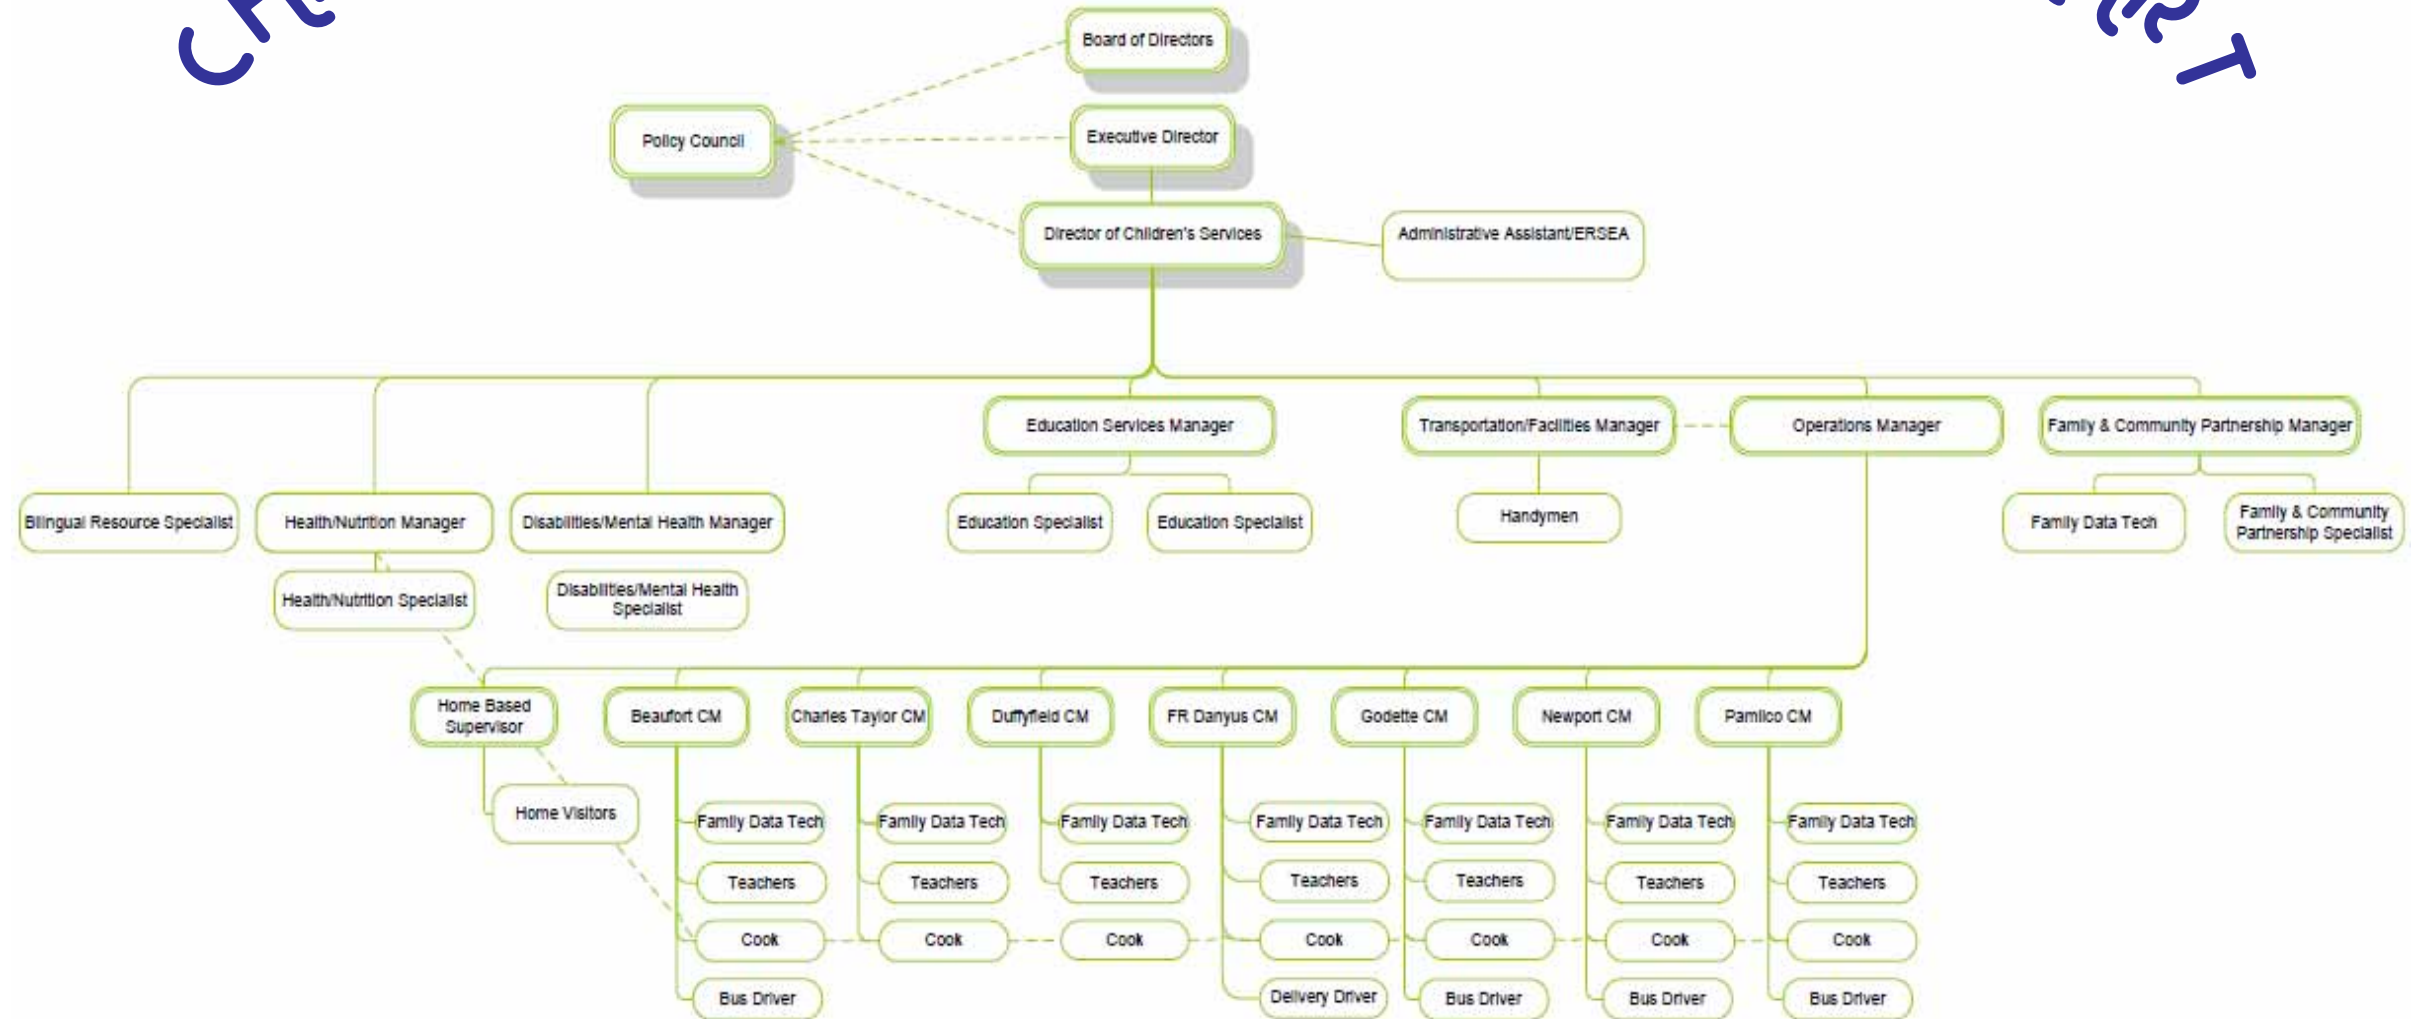 Board of Directors
Policy Council
Executive Director
Director of Children's Services
Administrative Assistant/ERSEA
Education Services Manager
Transportation/Facilities Manager
Operations Manager
Family & Community Partnership Manager
Bilingual Resource Specialist
Health/Nutrition Manager
Disabilities/Mental Health Manager
Education Specialist
Education Specialist
Handymen
Family Data Tech
Family & Community
Partnership Specialist
Health/Nutrition Specialist
Disabilities/Mental Health
Specialist
Home Based
Supervisor
Beaufort CM
Charles Taylor CM
Duffyfield CM
FR Danyus CM
Godette CM
Newport CM
Pamlico CM
Home Visitors
Family Data Tech
Family Data Tech
Family Data Tech
Family Data Tech
Family Data Tech
Family Data Tech
Family Data Tech
Teachers
Teachers
Teachers
Teachers
Teachers
Teachers
Teachers
Cook
Cook
Cook
Cook
Cook
Cook
Cook
Bus Driver
Delivery Driver
Bus Driver
Bus Driver
Bus Driver